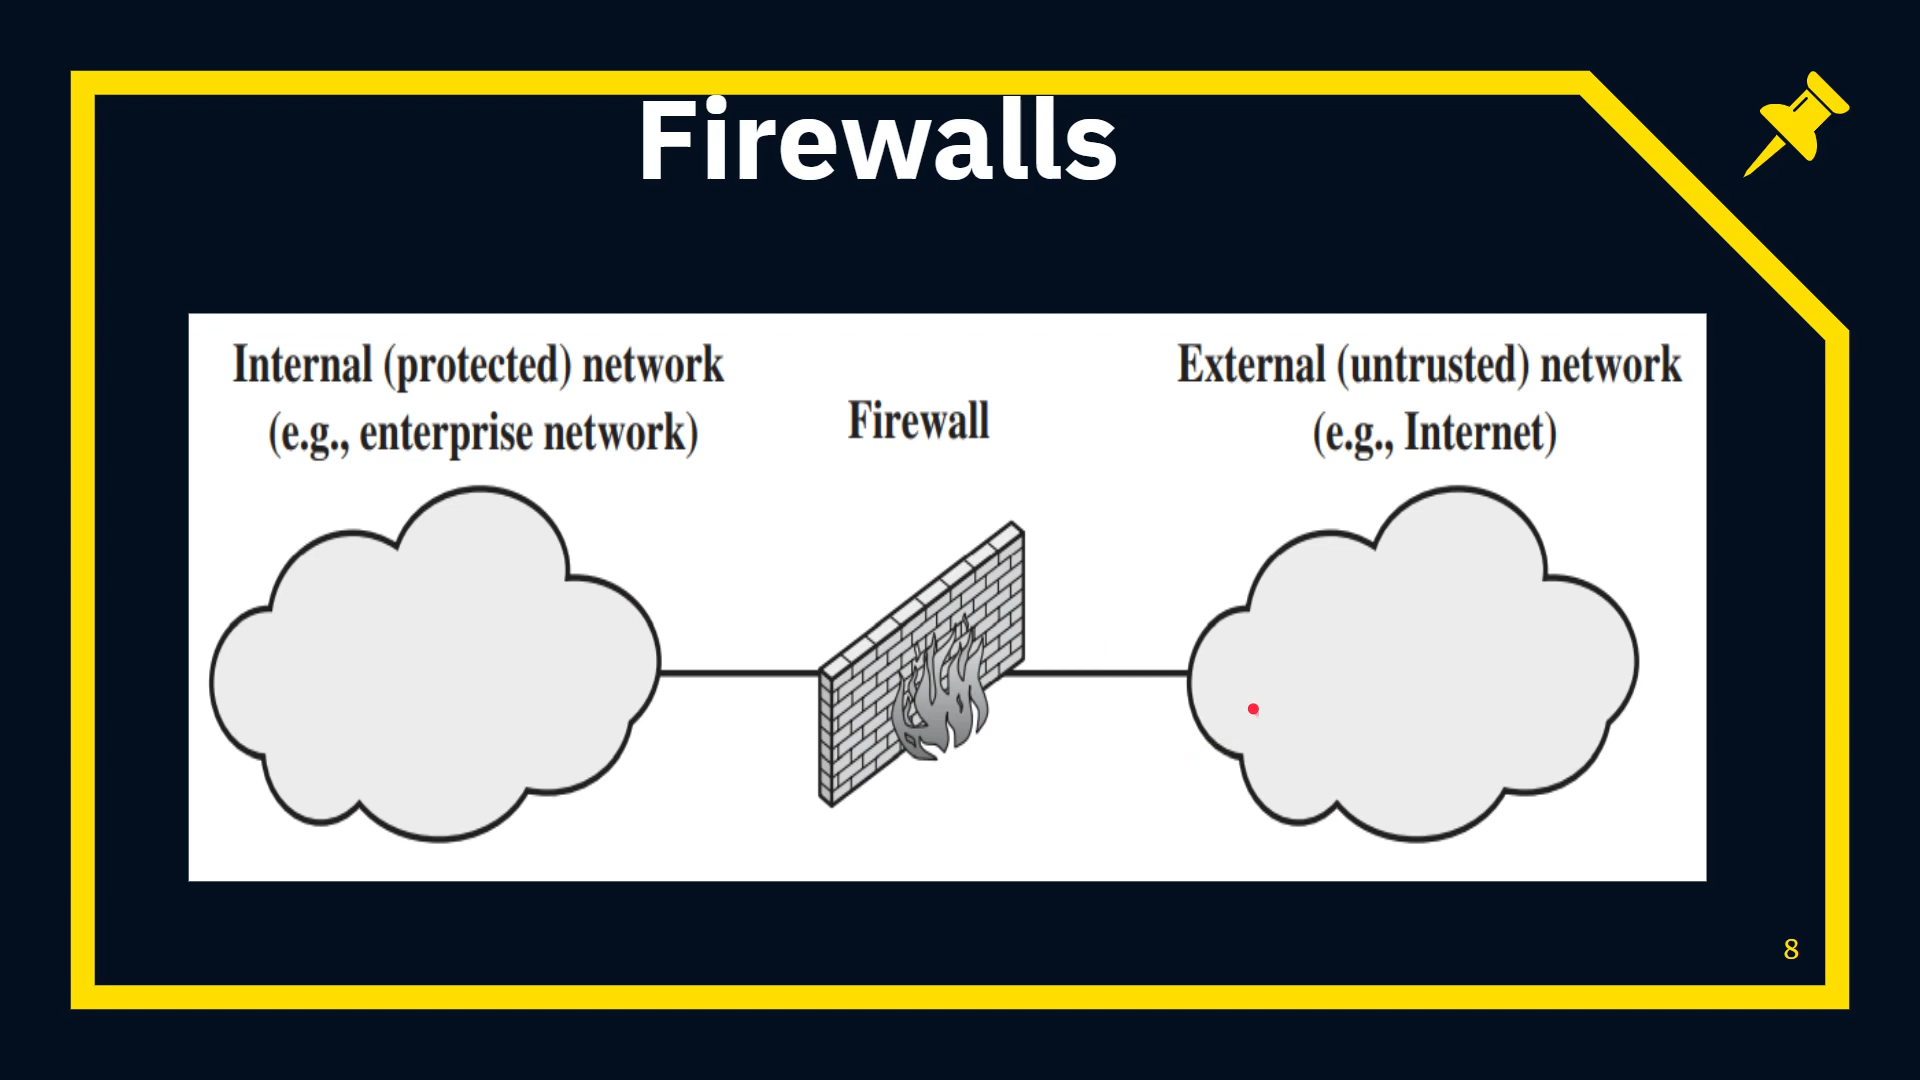 Firewalls
Internal (protected) network
(e.g., enterprise network)
Firewall
External (untrusted) network
(e.g., Internet)
8